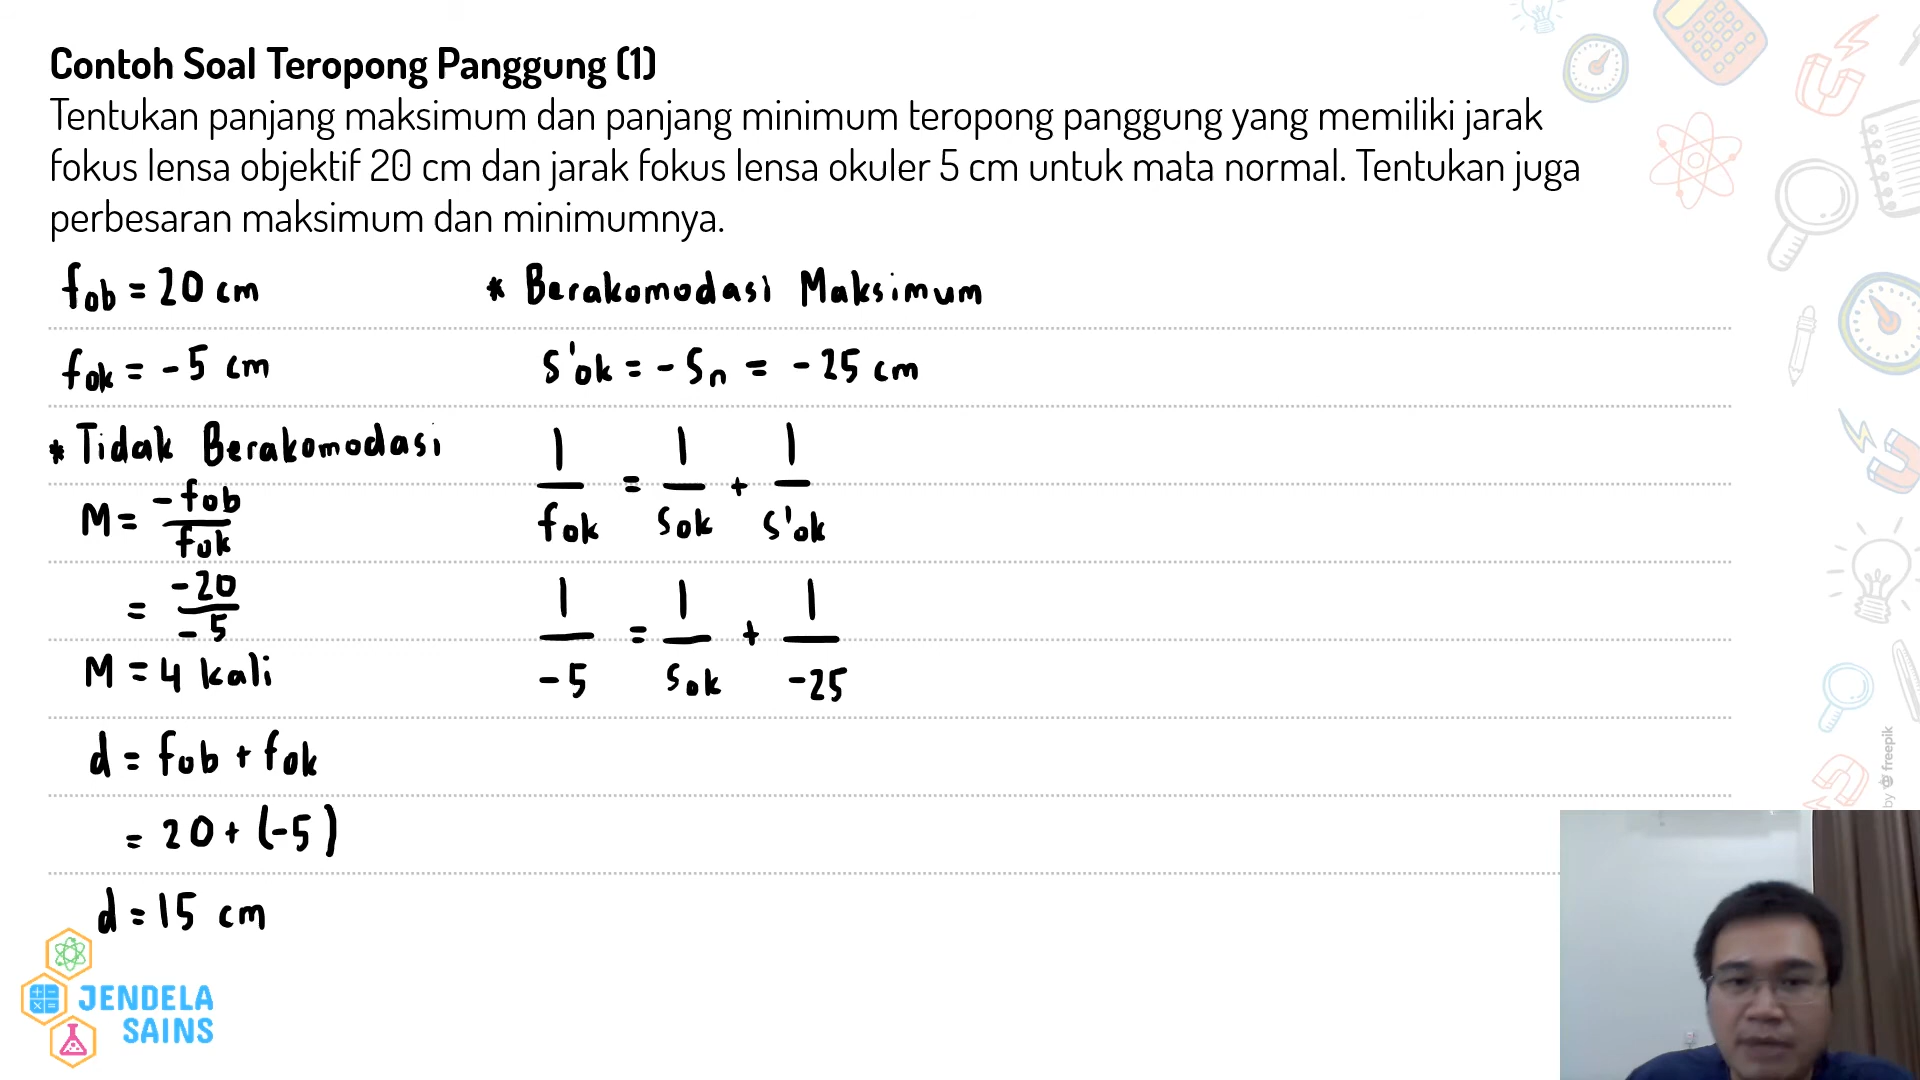 Contoh Soal Teropong Panggung (1)
Tentukan panjang maksimum dan panjang minimum teropong panggung yang memiliki jarak
fokus lensa objektif 20 cm dan jarak fokus lensa okuler 5 cm untuk mata normal. Tentukan juga
perbesaran maksimum dan minimumnya.
fob = 20 cm
fok = -5 cm
* Tidak Berakomodasi
M = -fob / fok
= -20 / -5
M = 4 kali
d = fob + fok
= 20 + (-5)
d = 15 cm
* Berakomodasi Maksimum
S'ok = - Sn = - 25 cm
1/fok = 1/Sok + 1/S'ok
1/-5 = 1/Sok + 1/-25
JENDELA
SAINS
by freepik